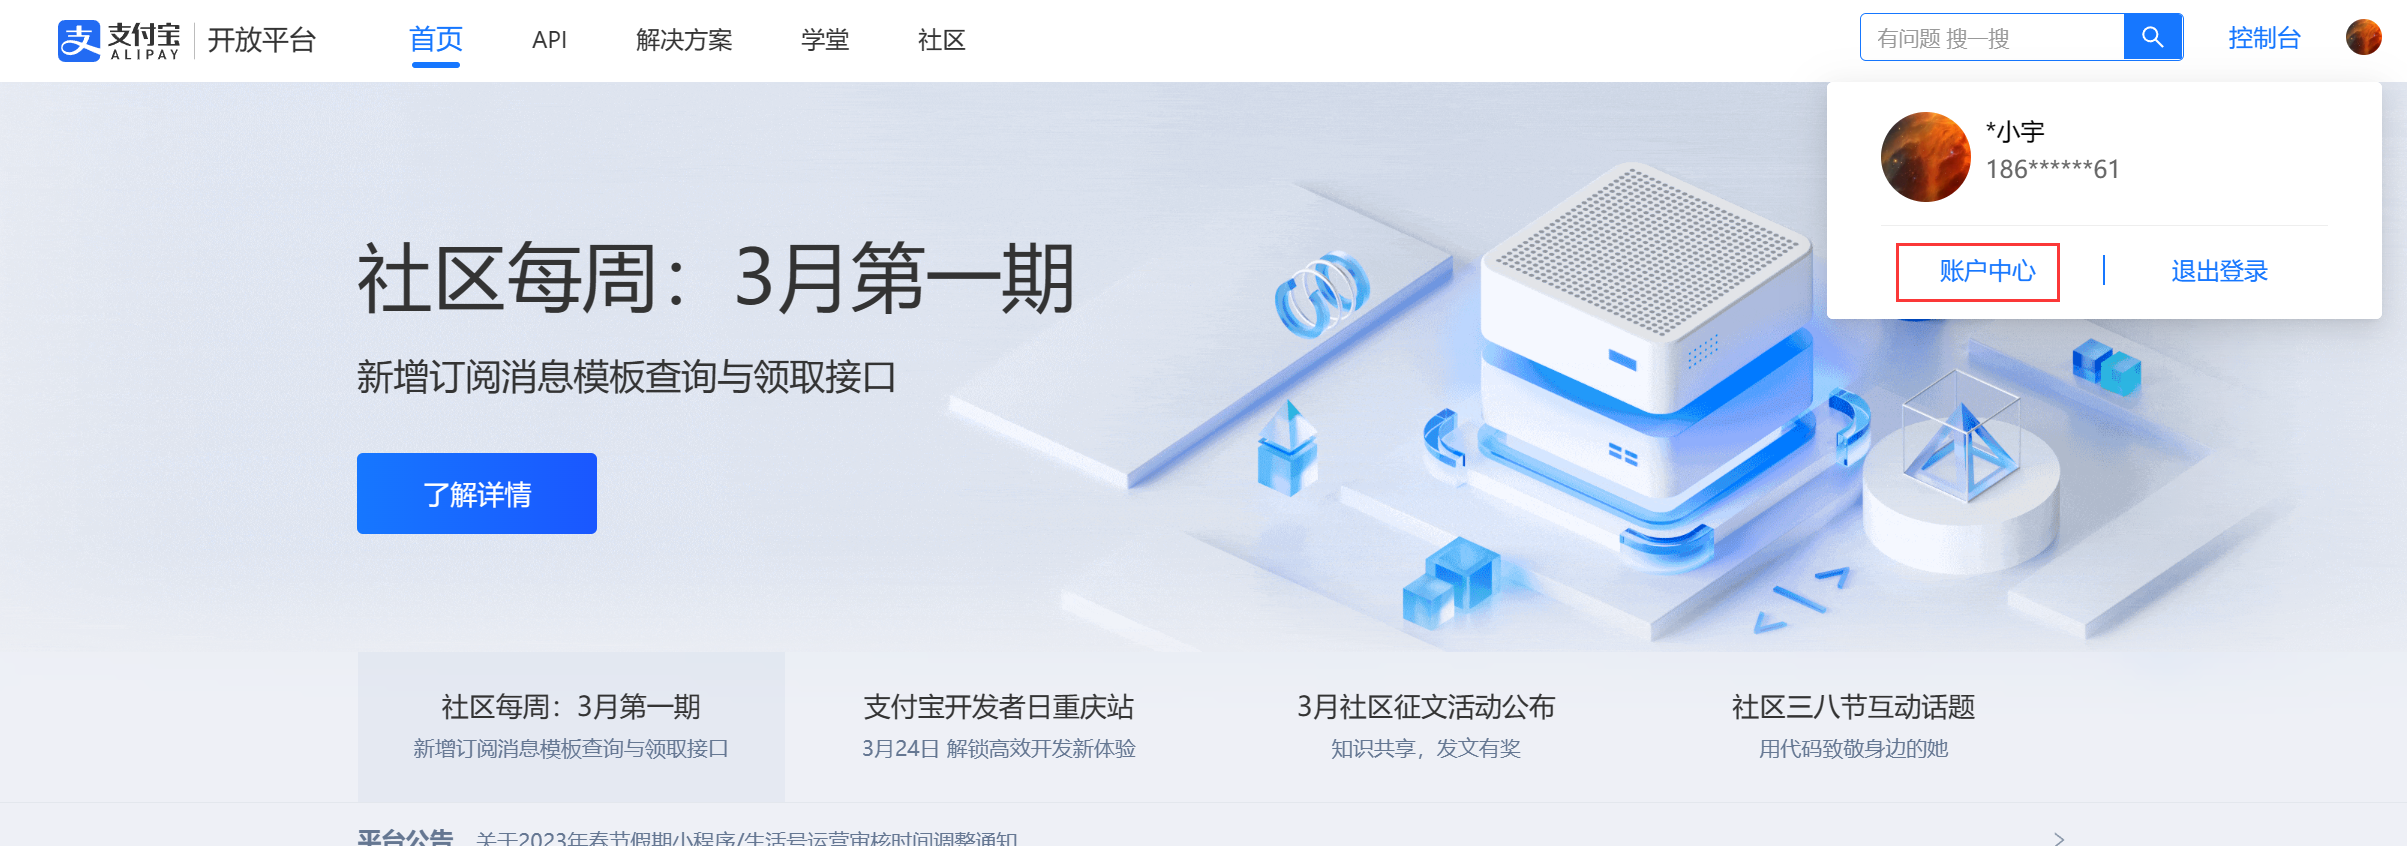 支付宝 开放平台 首页 API 解决方案 学堂 社区 有问题 搜一搜 控制台
ALIPAY
*小宇
186******61
账户中心 退出登录
社区每周：3月第一期
新增订阅消息模板查询与领取接口
了解详情
社区每周：3月第一期
新增订阅消息模板查询与领取接口
支付宝开发者日重庆站
3月24日 解锁高效开发新体验
3月社区征文活动公布
知识共享，发文有奖
社区三八节互动话题
用代码致敬身边的她
平台公告 关于2023年春节假期小程序/生活号运营审核时间调整通知